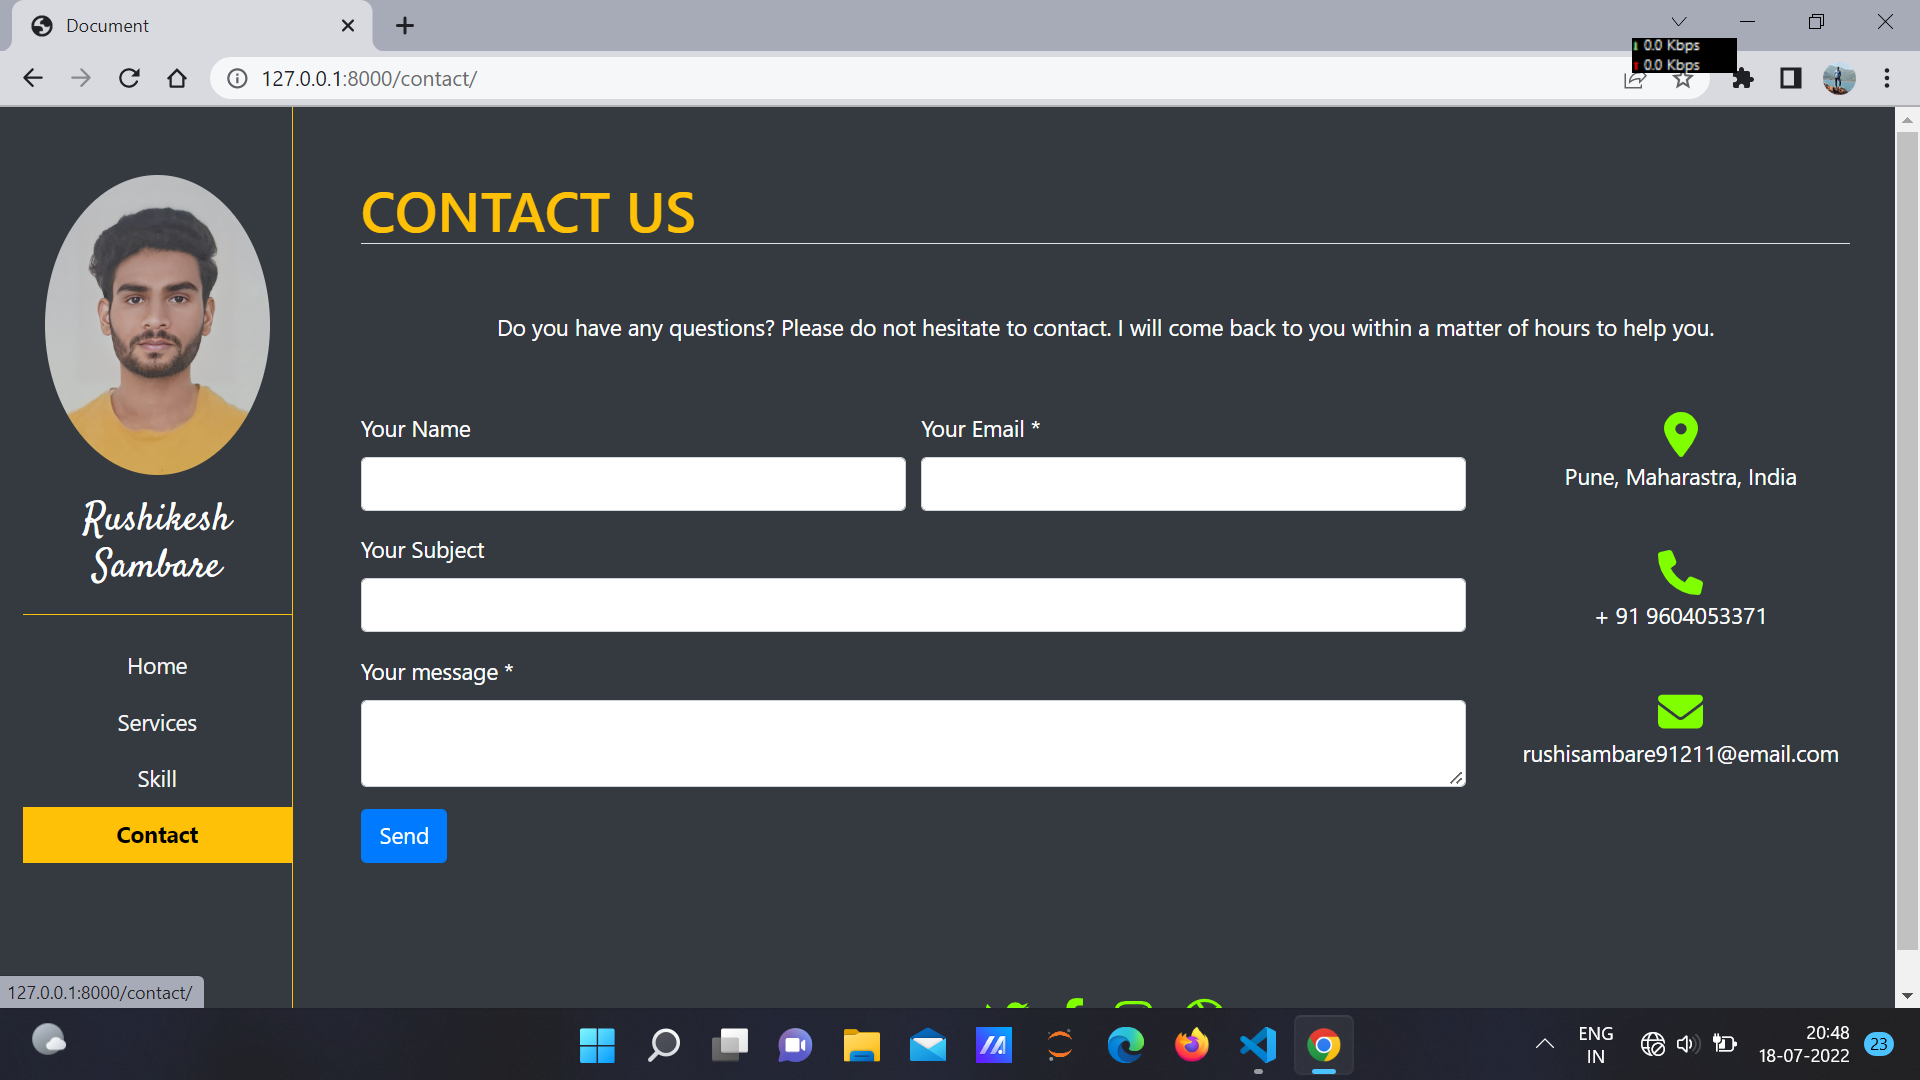 Document
0.0 Kbps
0.0 Kbps
127.0.0.1:8000/contact/
Rushikesh
Sambare
Home
Services
Skill
Contact
CONTACT US
Do you have any questions? Please do not hesitate to contact. I will come back to you within a matter of hours to help you.
Your Name
Your Email *
Your Subject
Your message *
Send
Pune, Maharastra, India
+ 91 9604053371
rushisambare91211@email.com
127.0.0.1:8000/contact/
ENG
IN
20:48
18-07-2022
23